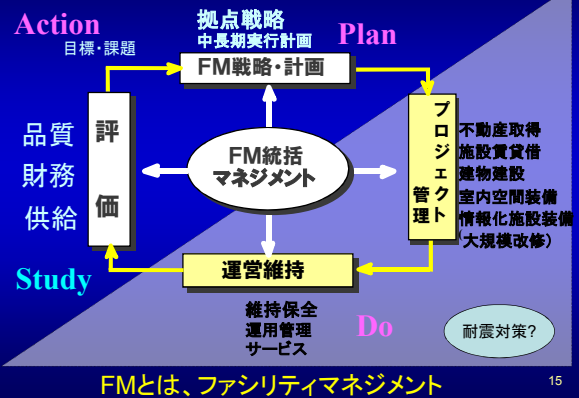 Action
拠点戦略
中長期実行計画
Plan
目標・課題
FM戦略・計画
品質
財務
供給
評価
FM統括
マネジメント
プロジェクト
管理
不動産取得
施設賃貸借
建物建設
室内空間装備
情報化施設装備
(大規模改修)
Study
運営維持
維持保全
運用管理
サービス
Do
耐震対策?
FMとは、ファシリティマネジメント
15